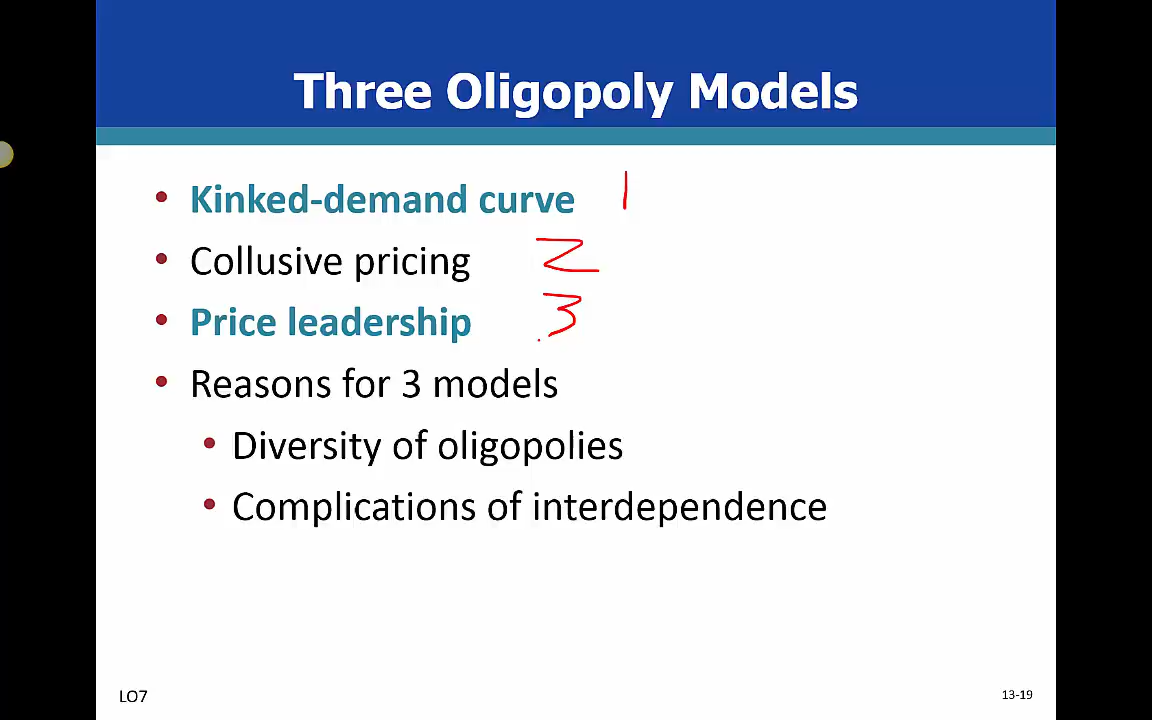 Three Oligopoly Models
• Kinked-demand curve 1
• Collusive pricing 2
• Price leadership 3
• Reasons for 3 models
• Diversity of oligopolies
• Complications of interdependence
LO7
13-19